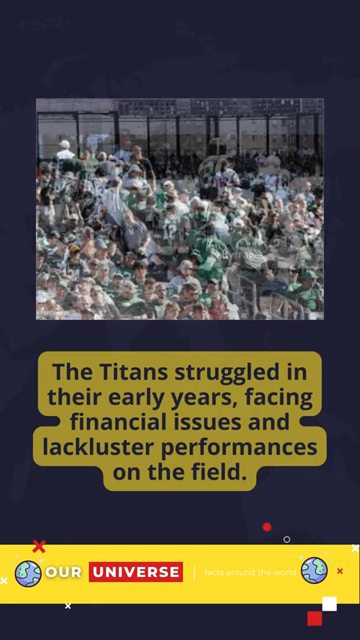 The Titans struggled in
their early years, facing
financial issues and
lackluster performances
on the field.
OUR UNIVERSE facts around the world